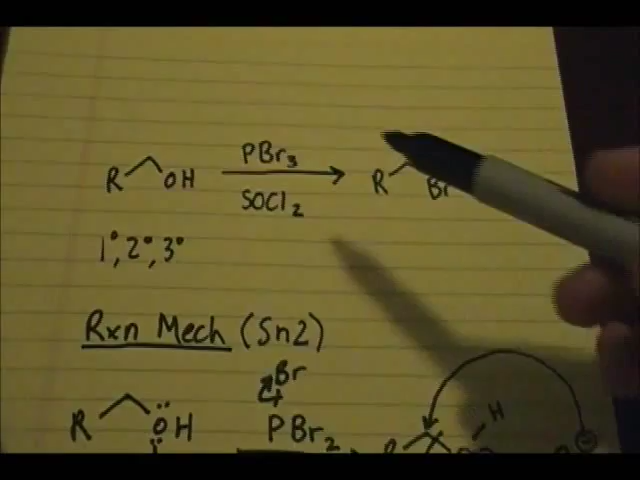 PBr₃
R OH R Br
SOCl₂
1°, 2°, 3°
Rxn Mech (Sn2)
Br
H
R ÖH PBr₂